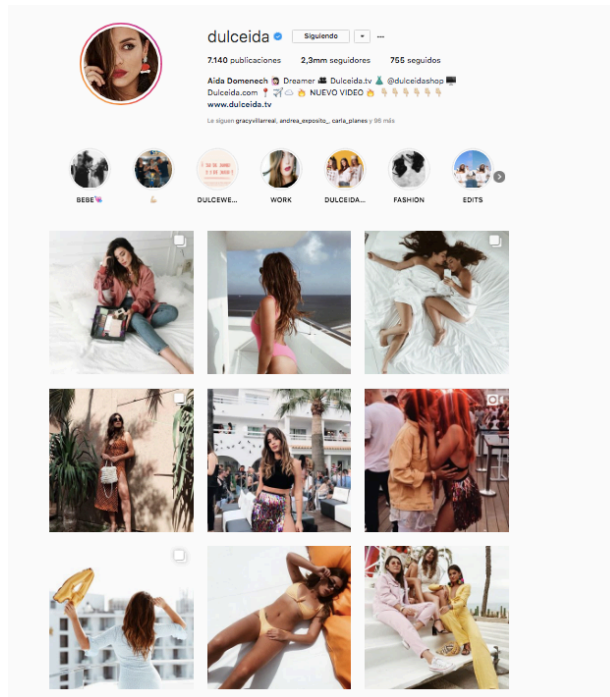 dulceida Siguiendo
7.140 publicaciones 2,3mm seguidores 755 seguidos
Aida Domenech 👩🏻 Dreamer 🎥 Dulceida.tv 👗 @dulceidashop 🖥
Dulceida.com 📍 ✈️☁️ 🔥 NUEVO VIDEO 🔥 👇🏼👇🏼👇🏼👇🏼👇🏼👇🏼
www.dulceida.tv
Le siguen gracyvillarreal, andrea_exposito_, carla_planes y 98 más
BEBE💘 💪🏼 DULCEWE... WORK DULCEIDA... FASHION EDITS